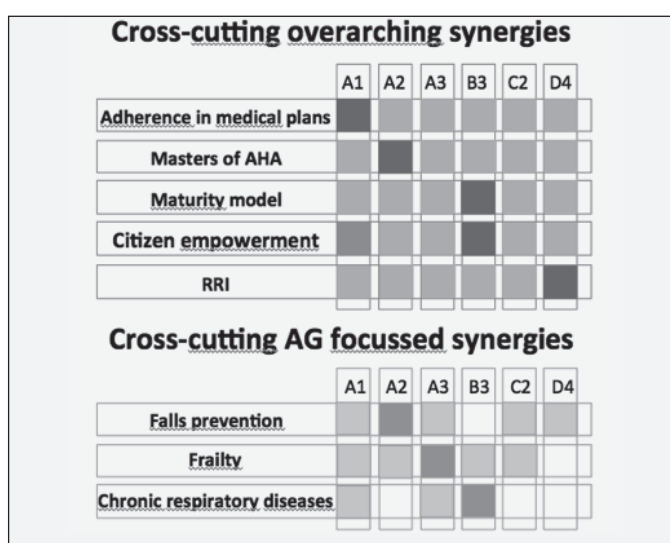 Cross-cutting overarching synergies
A1 A2 A3 B3 C2 D4
Adherence in medical plans
Masters of AHA
Maturity model
Citizen empowerment
RRI
Cross-cutting AG focussed synergies
A1 A2 A3 B3 C2 D4
Falls prevention
Frailty
Chronic respiratory diseases